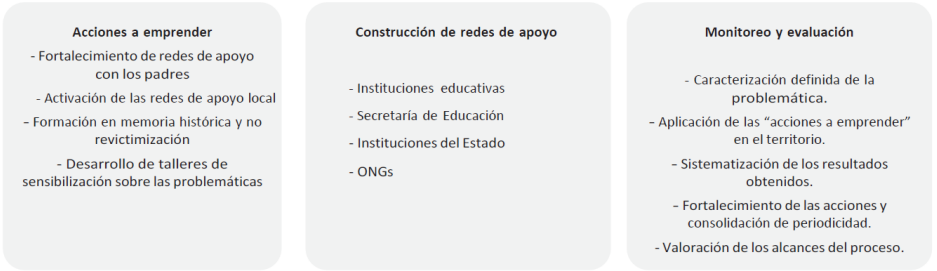 Acciones a emprender
- Fortalecimiento de redes de apoyo
con los padres
- Activación de las redes de apoyo local
– Formación en memoria histórica y no
revictimización
- Desarrollo de talleres de
sensibilización sobre las problemáticas
Construcción de redes de apoyo
- Instituciones educativas
- Secretaría de Educación
- Instituciones del Estado
- ONGs
Monitoreo y evaluación
- Caracterización definida de la
problemática.
- Aplicación de las “acciones a emprender”
en el territorio.
– Sistematización de los resultados
obtenidos.
– Fortalecimiento de las acciones y
consolidación de periodicidad.
- Valoración de los alcances del proceso.